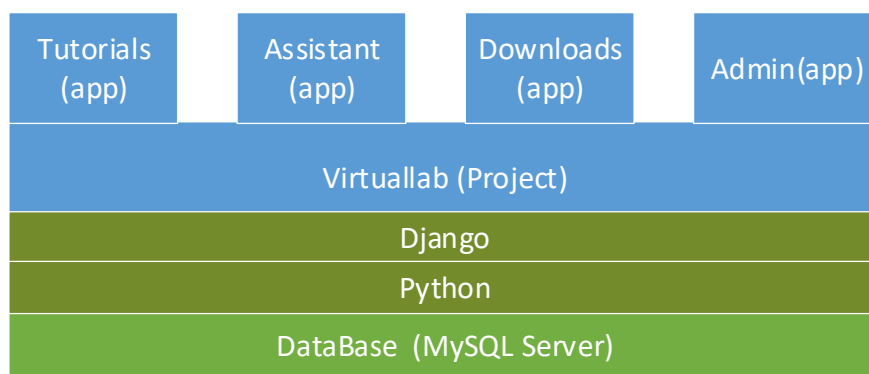 Tutorials
(app)
Assistant
(app)
Downloads
(app)
Admin(app)
Virtuallab (Project)
Django
Python
DataBase (MySQL Server)